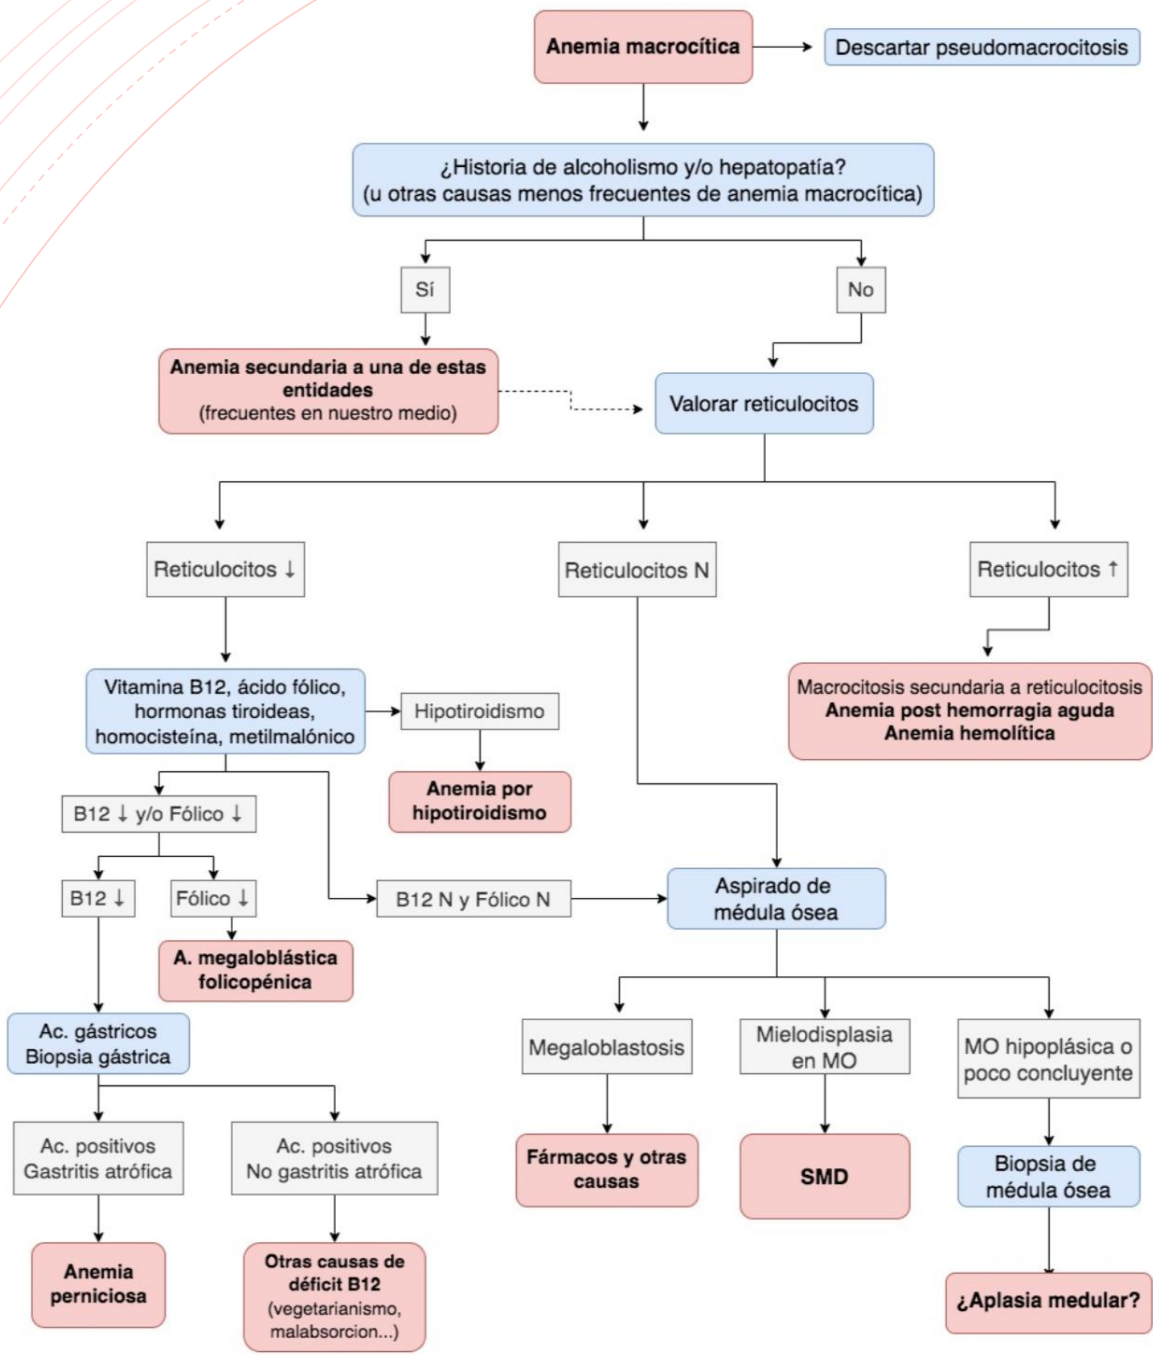 Anemia macrocítica
Descartar pseudomacrocitosis
¿Historia de alcoholismo y/o hepatopatía?
(u otras causas menos frecuentes de anemia macrocítica)
Sí
No
Anemia secundaria a una de estas
entidades
(frecuentes en nuestro medio)
Valorar reticulocitos
Reticulocitos ↓
Reticulocitos N
Reticulocitos ↑
Vitamina B12, ácido fólico,
hormonas tiroideas,
homocisteína, metilmalónico
Hipotiroidismo
Macrocitosis secundaria a reticulocitosis
Anemia post hemorragia aguda
Anemia hemolítica
Anemia por
hipotiroidismo
B12 ↓ y/o Fólico ↓
B12 ↓
Fólico ↓
B12 N y Fólico N
Aspirado de
médula ósea
A. megaloblástica
folicopénica
Ac. gástricos
Biopsia gástrica
Megaloblastosis
Mielodisplasia
en MO
MO hipoplásica o
poco concluyente
Ac. positivos
Gastritis atrófica
Ac. positivos
No gastritis atrófica
Fármacos y otras
causas
SMD
Biopsia de
médula ósea
Anemia
perniciosa
Otras causas de
déficit B12
(vegetarianismo,
malabsorcion...)
¿Aplasia medular?